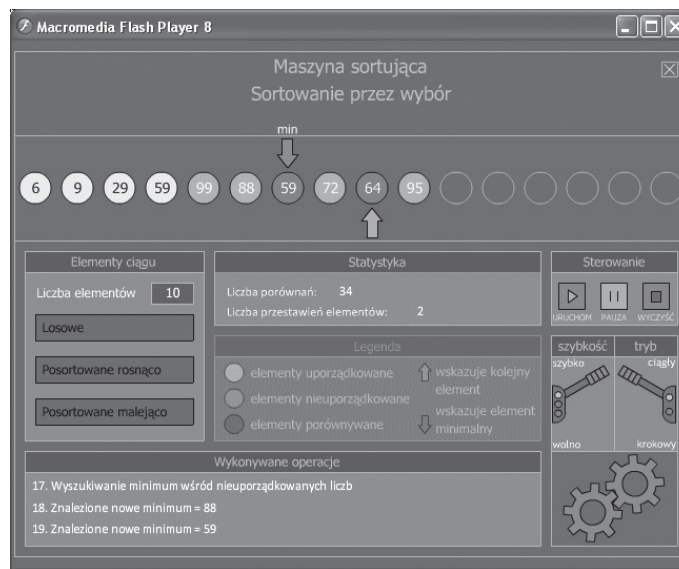 Macromedia Flash Player 8
Maszyna sortująca
Sortowanie przez wybór
min
6 9 29 59 99 88 59 72 64 95
Elementy ciągu
Liczba elementów 10
Losowe
Posortowane rosnąco
Posortowane malejąco
Statystyka
Liczba porównań: 34
Liczba przestawień elementów: 2
Legenda
elementy uporządkowane
elementy nieuporządkowane
elementy porównywane
wskazuje kolejny
element
wskazuje element
minimalny
Sterowanie
URUCHOM PAUZA WYCZYŚĆ
szybkość tryb
szybko ciągły
wolno krokowy
Wykonywane operacje
17. Wyszukiwanie minimum wśród nieuporządkowanych liczb
18. Znalezione nowe minimum = 88
19. Znalezione nowe minimum = 59